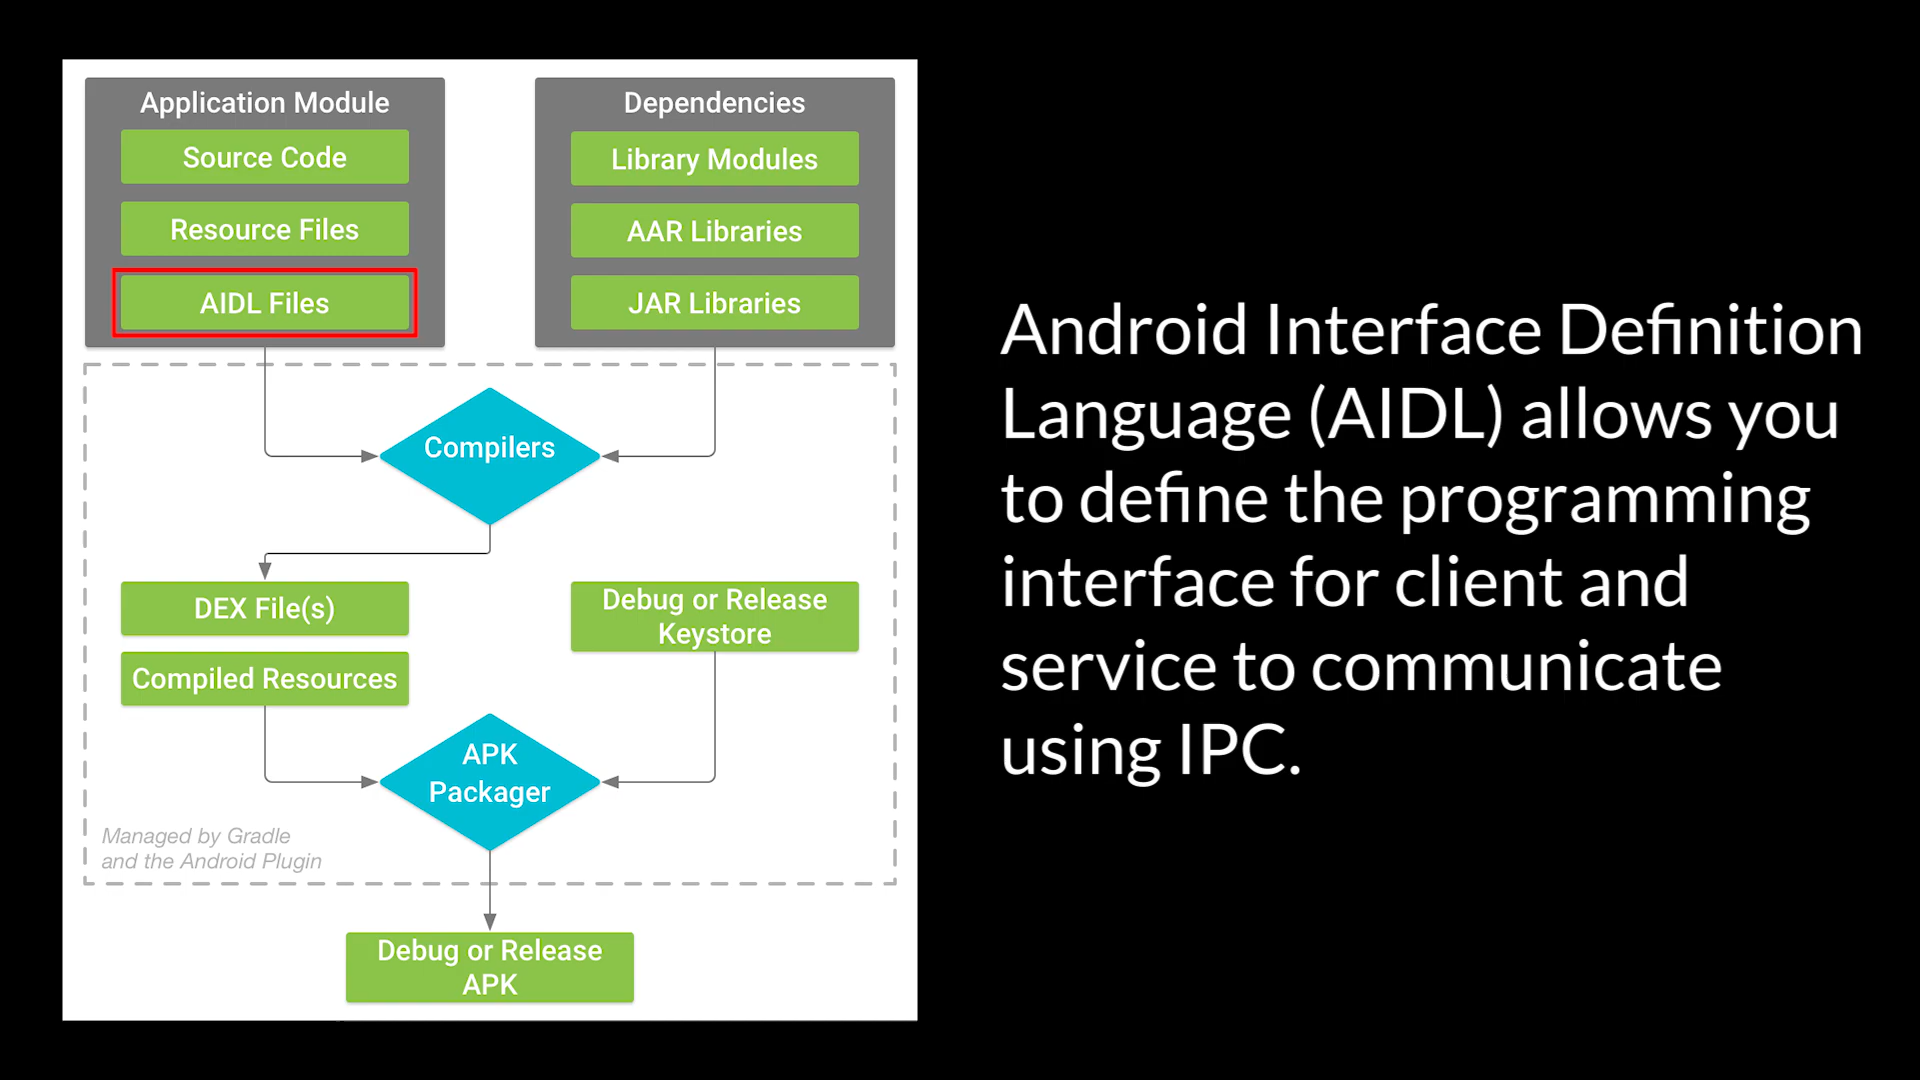 Application Module
Source Code
Resource Files
AIDL Files
Dependencies
Library Modules
AAR Libraries
JAR Libraries
Compilers
DEX File(s)
Compiled Resources
Debug or Release
Keystore
APK
Packager
Managed by Gradle
and the Android Plugin
Debug or Release
APK
Android Interface Definition
Language (AIDL) allows you
to define the programming
interface for client and
service to communicate
using IPC.